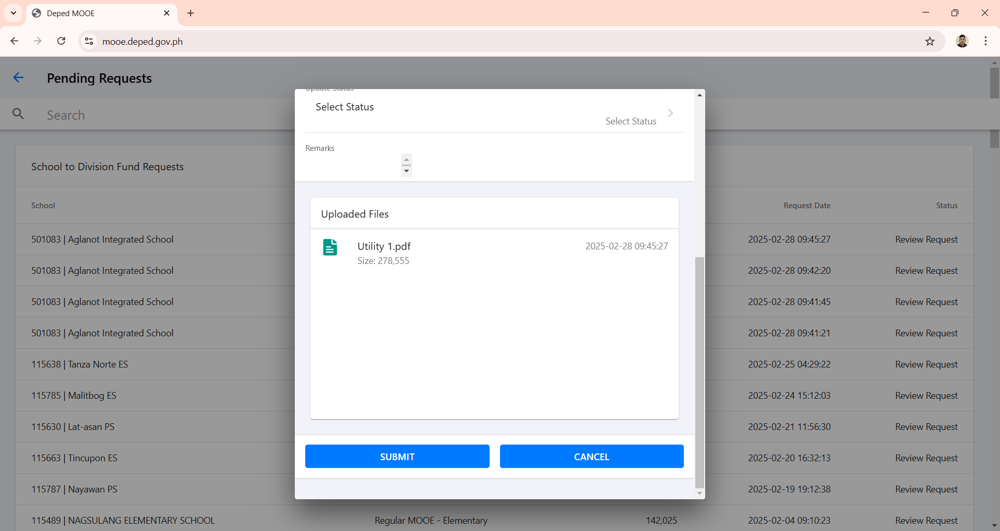 Deped MOOE
mooe.deped.gov.ph
Pending Requests
Search
Update Status
Select Status
Select Status
Remarks
School to Division Fund Requests
School
Request Date
Status
Uploaded Files
Utility 1.pdf
2025-02-28 09:45:27
Size: 278,555
501083 | Aglanot Integrated School
2025-02-28 09:45:27
Review Request
501083 | Aglanot Integrated School
2025-02-28 09:42:20
Review Request
501083 | Aglanot Integrated School
2025-02-28 09:41:45
Review Request
501083 | Aglanot Integrated School
2025-02-28 09:41:21
Review Request
115638 | Tanza Norte ES
2025-02-25 04:29:22
Review Request
115785 | Malitbog ES
2025-02-24 15:12:03
Review Request
115630 | Lat-asan PS
2025-02-21 11:56:30
Review Request
115663 | Tincupon ES
2025-02-20 16:32:13
Review Request
SUBMIT
CANCEL
115787 | Nayawan PS
2025-02-19 19:12:38
Review Request
115489 | NAGSULANG ELEMENTARY SCHOOL
Regular MOOE - Elementary
142,025
2025-02-04 09:10:23
Review Request